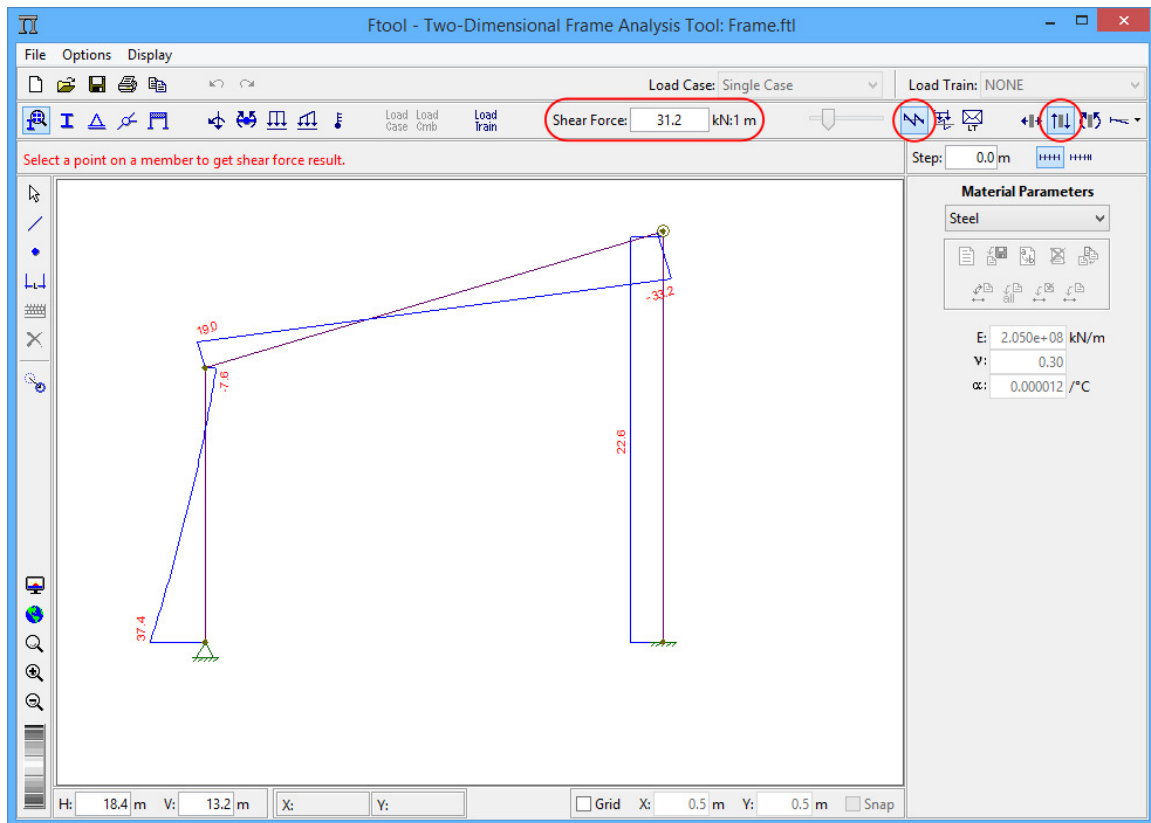 Ftool - Two-Dimensional Frame Analysis Tool: Frame.ftl
File Options Display
Load Case: Single Case Load Train: NONE
Load Case Load Cmb Load Train Shear Force: 31.2 kN:1 m LT
Select a point on a member to get shear force result. Step: 0.0 m
Material Parameters
Steel
all
E: 2.050e+08 kN/m
ν: 0.30
α: 0.000012 /°C
-33.2
19.0
-7.6
22.6
37.4
H: 18.4 m V: 13.2 m X: Y: Grid X: 0.5 m Y: 0.5 m Snap